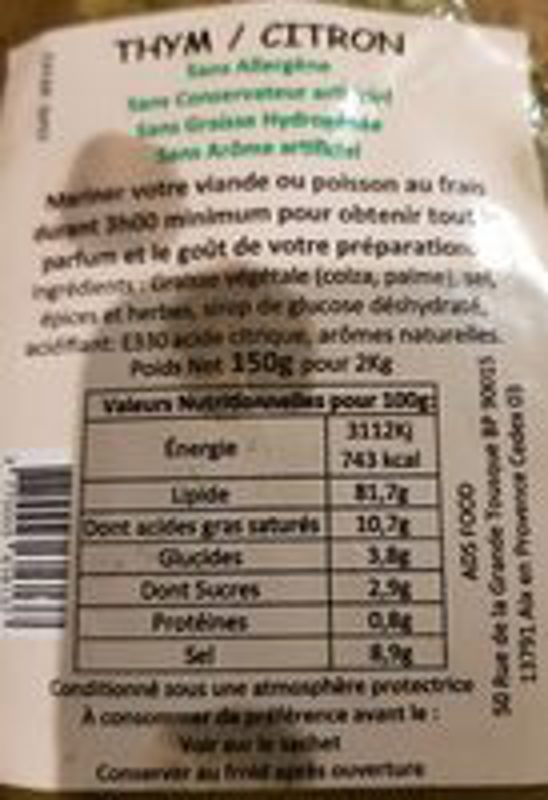 THYM / CITRON
Sans Allergène
Sans Conservateur artificiel
Sans Graisse Hydrogénée
Sans Arôme artificiel
Mariner votre viande ou poisson au frais
durant 3h00 minimum pour obtenir tout le
parfum et le goût de votre préparation.
Ingrédients : Graisse végétale (colza, palme), sel,
épices et herbes, sirop de glucose déshydraté,
acidifiant: E330 acide citrique, arômes naturelles.
Poids Net 150g pour 2Kg
Valeurs Nutritionnelles pour 100g:
Énergie 3112Kj
743 kcal
Lipide 81,7g
Dont acides gras saturés 10,7g
Glucides 3,8g
Dont Sucres 2,9g
Protéines 0,8g
Sel 8,9g
Conditionné sous une atmosphère protectrice
À consommer de préférence avant le :
Voir sur le sachet
Conserver au froid après ouverture
AGS FOOD
50 Rue de la Grande Tousque BP 90015
13791 Aix en Provence Cedex 03